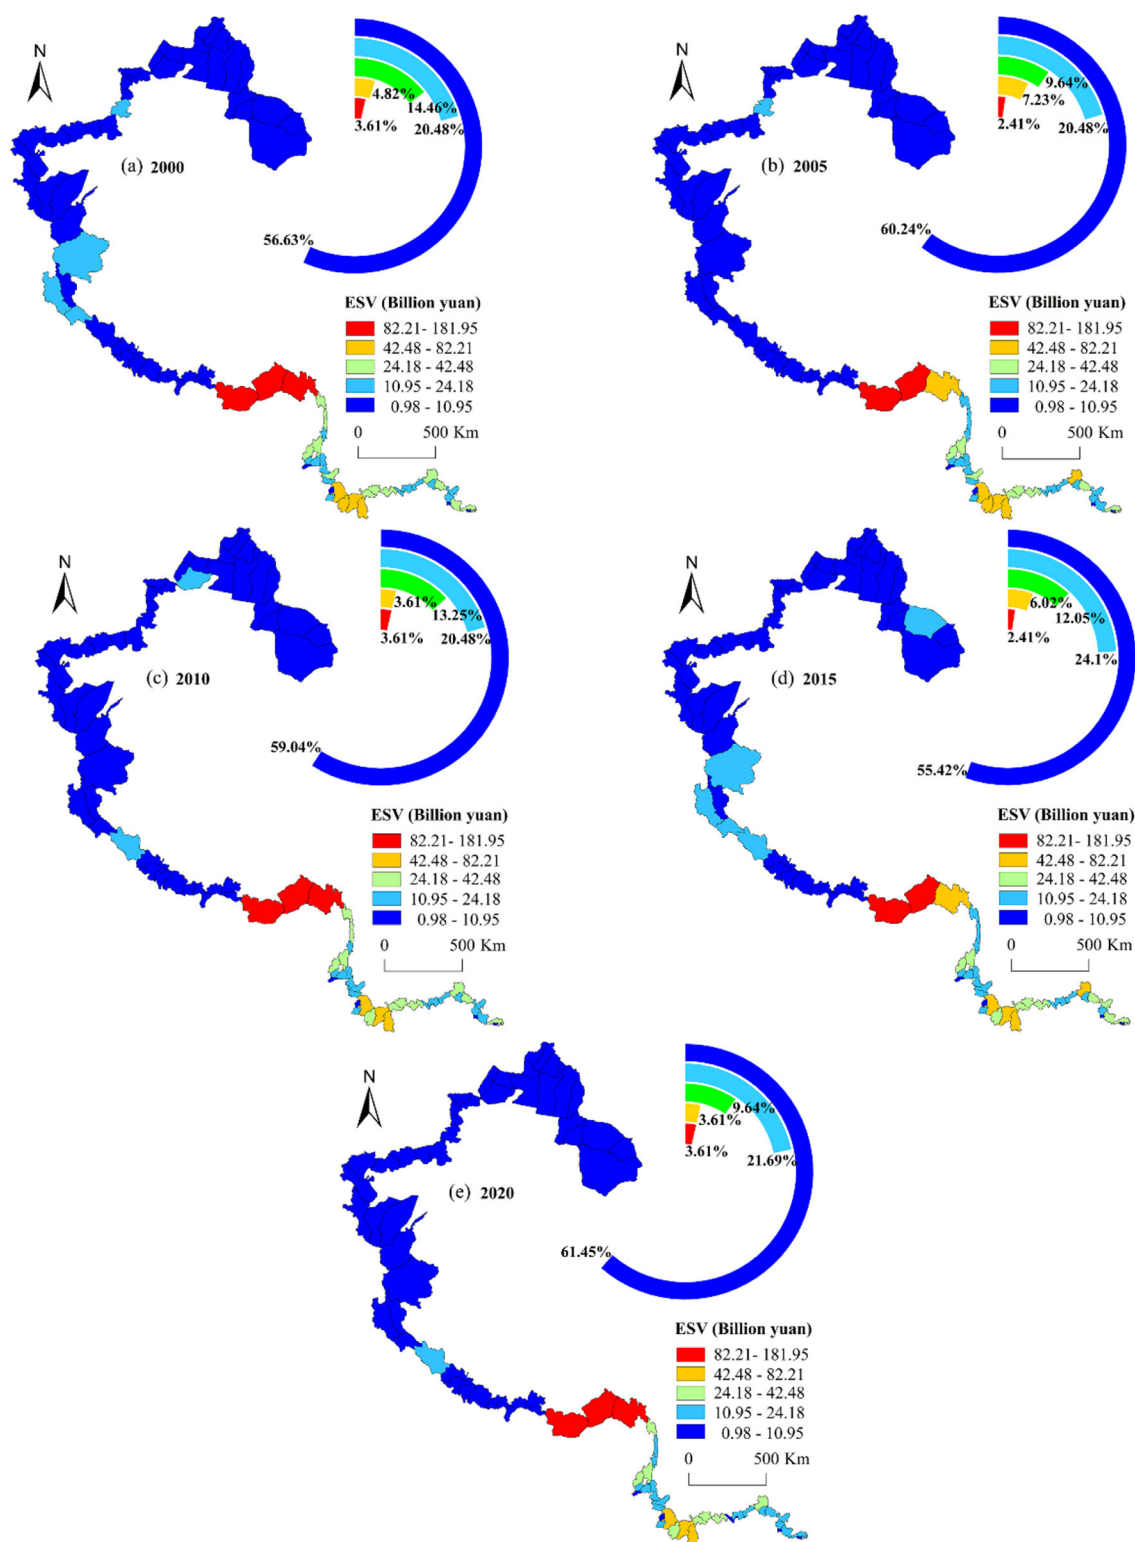 N
4.82%
14.46%
3.61%
20.48%
(a) 2000
56.63%
ESV (Billion yuan)
82.21- 181.95
42.48 - 82.21
24.18 - 42.48
10.95 - 24.18
0.98 - 10.95
0 500 Km
N
9.64%
7.23%
2.41%
20.48%
(b) 2005
60.24%
ESV (Billion yuan)
82.21- 181.95
42.48 - 82.21
24.18 - 42.48
10.95 - 24.18
0.98 - 10.95
0 500 Km
N
3.61%
13.25%
3.61%
20.48%
(c) 2010
59.04%
ESV (Billion yuan)
82.21- 181.95
42.48 - 82.21
24.18 - 42.48
10.95 - 24.18
0.98 - 10.95
0 500 Km
N
6.02%
12.05%
2.41%
24.1%
(d) 2015
55.42%
ESV (Billion yuan)
82.21- 181.95
42.48 - 82.21
24.18 - 42.48
10.95 - 24.18
0.98 - 10.95
0 500 Km
N
9.64%
3.61%
3.61%
21.69%
(e) 2020
61.45%
ESV (Billion yuan)
82.21- 181.95
42.48 - 82.21
24.18 - 42.48
10.95 - 24.18
0.98 - 10.95
0 500 Km